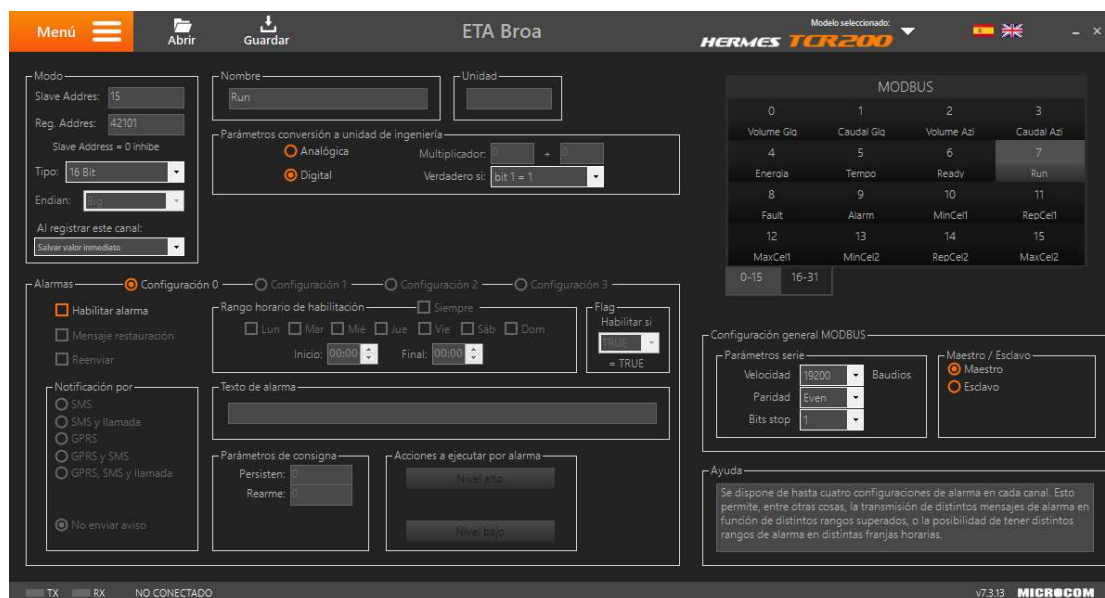 Menú
Abrir
Guardar
ETA Broa
Modelo seleccionado:
HERMES TCR200
Modo
Slave Addres: 15
Reg. Addres: 42101
Slave Address = 0 inhibe
Tipo: 16 Bit
Endian: Big
Al registrar este canal:
Salvar valor inmediato
Nombre
Run
Unidad
Parámetros conversión a unidad de ingeniería
Analógica
Multiplicador: 0 + 0
Digital
Verdadero si: bit 1 = 1
MODBUS
0 1 2 3
Volume Glq Caudal Glq Volume Azi Caudal Azi
4 5 6 7
Energia Tempo Ready Run
8 9 10 11
Fault Alarm MinCel1 RepCel1
12 13 14 15
MaxCel1 MinCel2 RepCel2 MaxCel2
0-15 16-31
Alarmas Configuración 0 Configuración 1 Configuración 2 Configuración 3
Habilitar alarma
Mensaje restauración
Reenviar
Rango horario de habilitación Siempre
Lun Mar Mié Jue Vie Sáb Dom
Inicio: 00:00 Final: 00:00
Flag
Habilitar si
TRUE
= TRUE
Notificación por
SMS
SMS y llamada
GPRS
GPRS y SMS
GPRS, SMS y llamada
No enviar aviso
Texto de alarma
Parámetros de consigna
Persisten: 0
Rearme: 0
Acciones a ejecutar por alarma
Nivel alto
Nivel bajo
Configuración general MODBUS
Parámetros serie
Velocidad 19200 Baudios
Paridad Even
Bits stop 1
Maestro / Esclavo
Maestro
Esclavo
Ayuda
Se dispone de hasta cuatro configuraciones de alarma en cada canal. Esto
permite, entre otras cosas, la transmisión de distintos mensajes de alarma en
función de distintos rangos superados, o la posibilidad de tener distintos
rangos de alarma en distintas franjas horarias.
TX RX NO CONECTADO
v7.3.13 MICROCOM